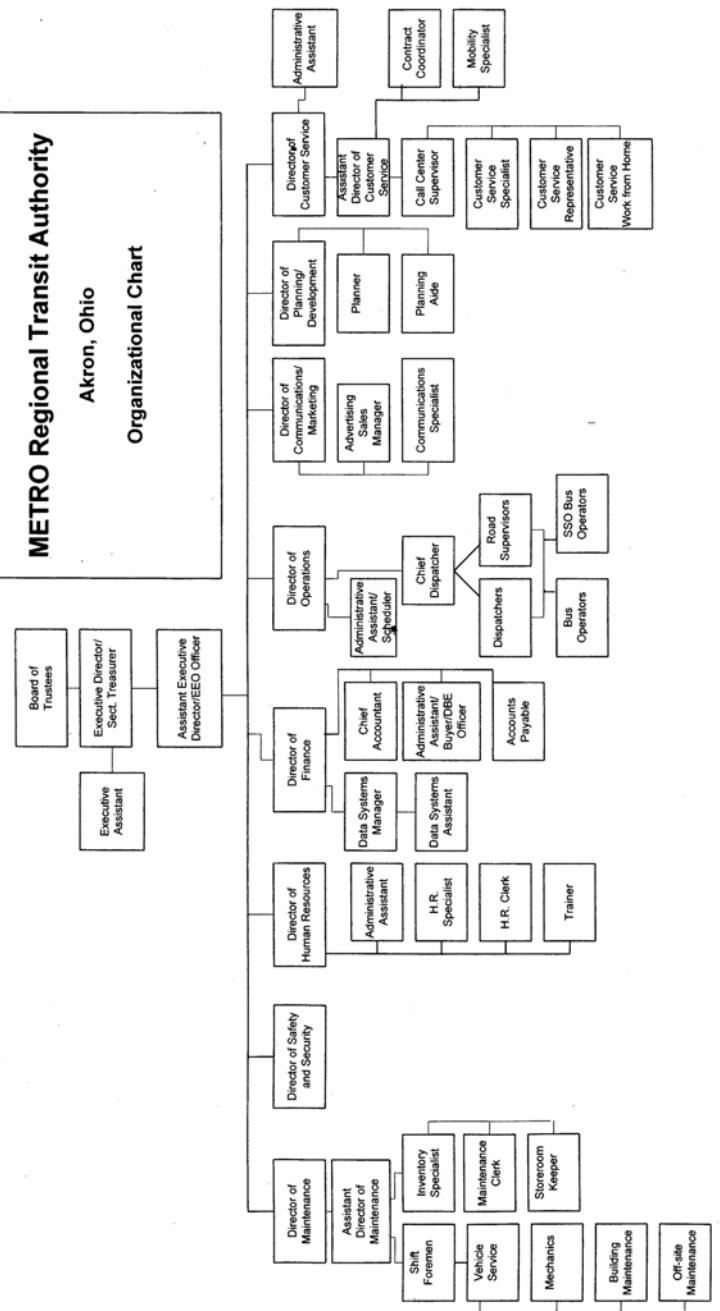 METRO Regional Transit Authority
Akron, Ohio
Organizational Chart
Board of
Trustees
Executive Director/
Sect. Treasurer
Executive
Assistant
Assistant Executive
Director/EEO Officer
Director of
Maintenance
Assistant
Director of
Maintenance
Shift
Foremen
Vehicle
Service
Mechanics
Building
Maintenance
Off-site
Maintenance
Inventory
Specialist
Maintenance
Clerk
Storeroom
Keeper
Director of Safety
and Security
Director of
Human Resources
Administrative
Assistant
H.R.
Specialist
H.R. Clerk
Trainer
Director of
Finance
Data Systems
Manager
Data Systems
Assistant
Chief
Accountant
Administrative
Assistant/
Buyer/DBE
Officer
Accounts
Payable
Director of
Operations
Administrative
Assistant/
Scheduler
Chief
Dispatcher
Dispatchers
Road
Supervisors
Bus
Operators
SSO Bus
Operators
Director of
Communications/
Marketing
Advertising
Sales
Manager
Communications
Specialist
Director of
Planning/
Development
Planner
Planning
Aide
Director of
Customer Service
Administrative
Assistant
Assistant
Director of
Customer
Service
Contract
Coordinator
Mobility
Specialist
Call Center
Supervisor
Customer
Service
Specialist
Customer
Service
Representative
Customer
Service
Work from Home